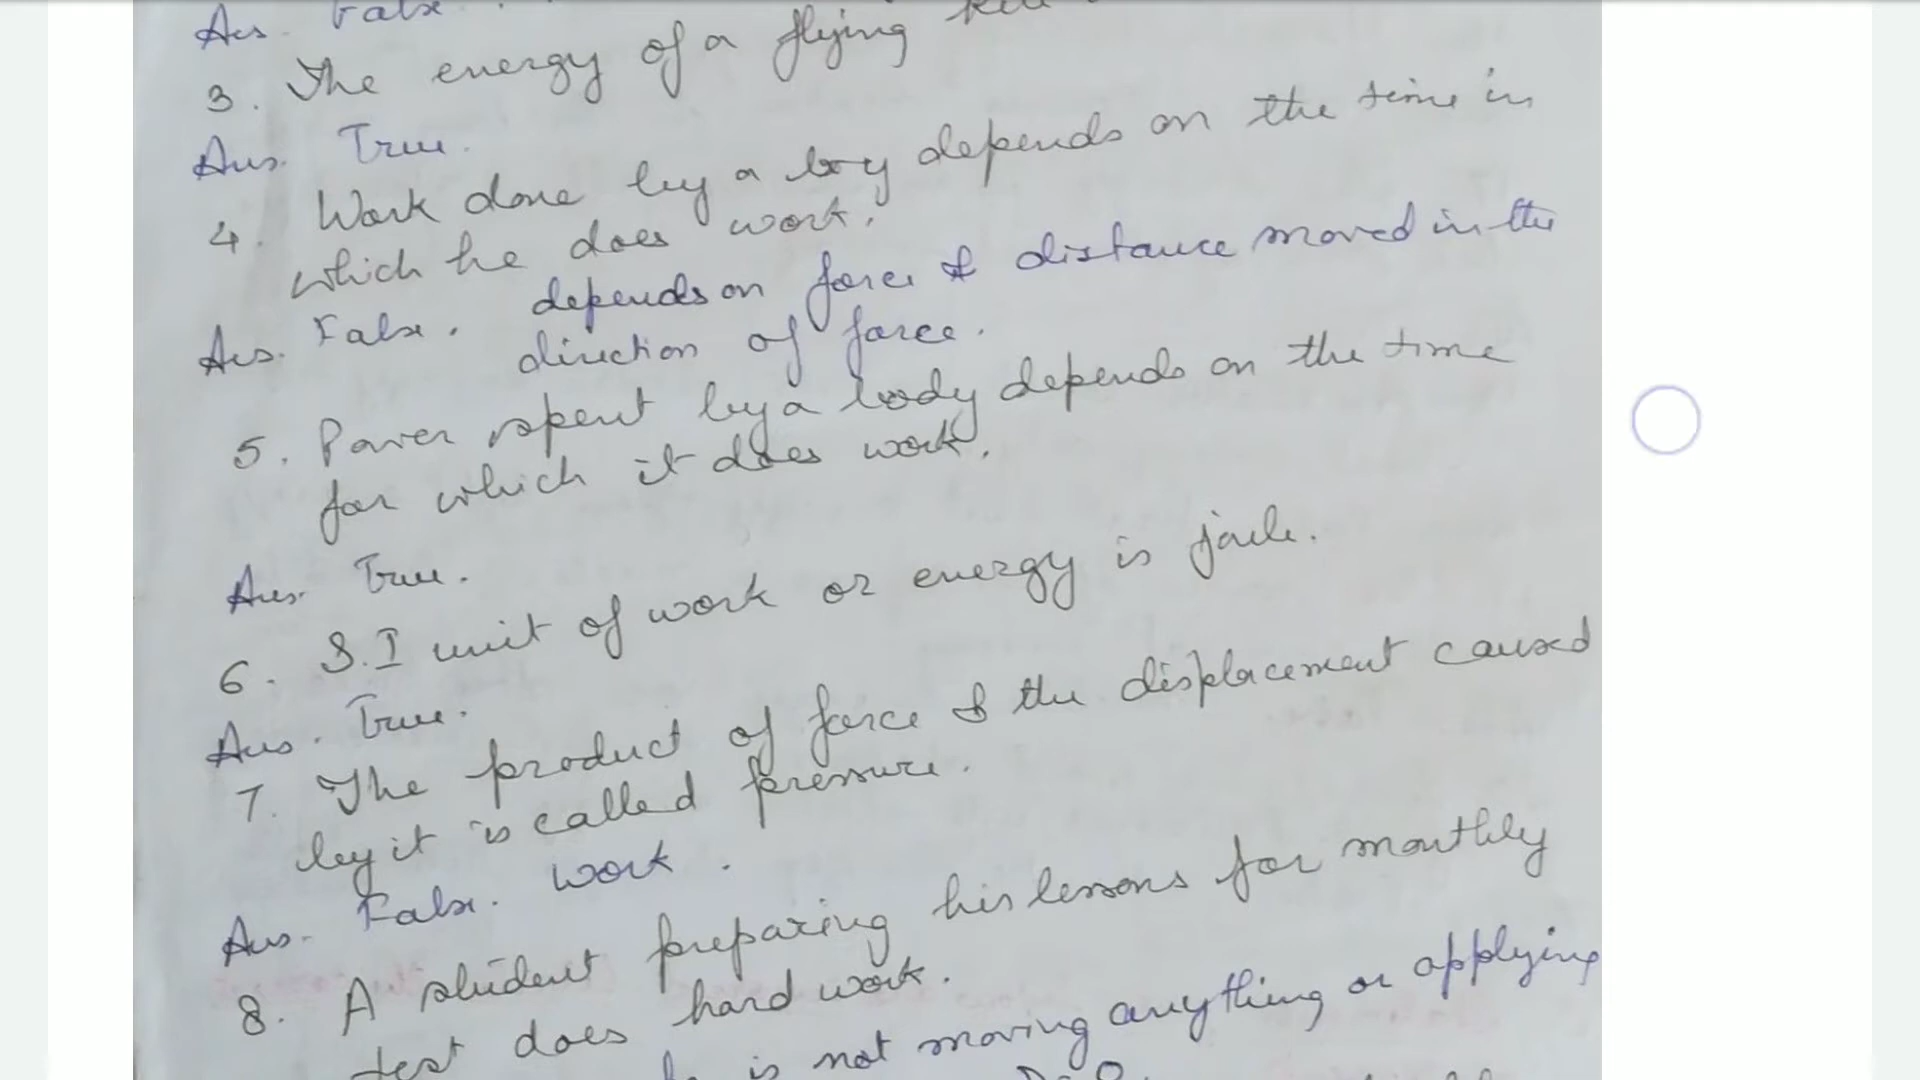 Ans. False.
3. The energy of a flying
Ans. True.
4. Work done by a boy depends on the time in
which he does work.
Ans. False. depends on force & distance moved in the
direction of force.
5. Power spent by a body depends on the time
for which it does work.
Ans. True.
6. S.I unit of work or energy is joule.
Ans. True.
7. The product of force & the displacement caused
by it is called pressure.
Ans. False. work.
8. A student preparing his lessons for monthly
test does hard work.
is not moving anything or applying